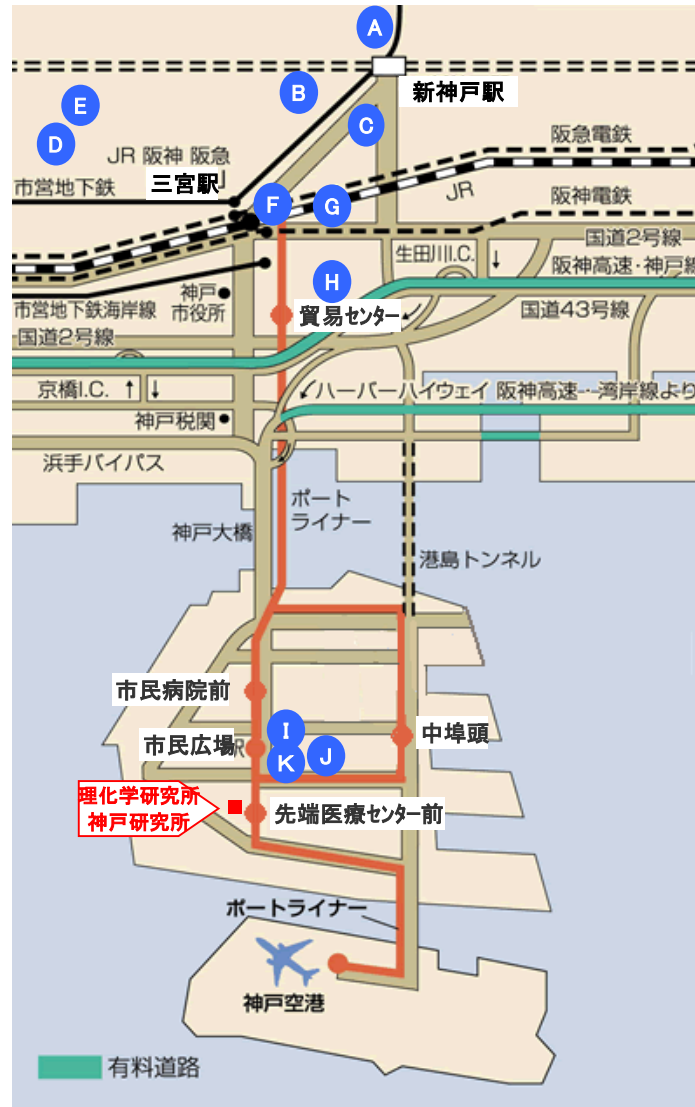 A
新神戸駅
B
E
C
D
阪急電鉄
JR 阪神 阪急
市営地下鉄
三宮駅
JR
F
G
阪神電鉄
国道2号線
生田川I.C.
↓
阪神高速・神戸線
H
神戸
市役所
市営地下鉄海岸線
国道43号線
貿易センター
国道2号線
京橋I.C. ↑ ↓
ハーバーハイウェイ 阪神高速・湾岸線より
神戸税関
浜手バイパス
ポート
ライナー
神戸大橋
港島トンネル
市民病院前
I
中埠頭
市民広場
J
K
理化学研究所
神戸研究所
先端医療センター前
ポートライナー
神戸空港
有料道路